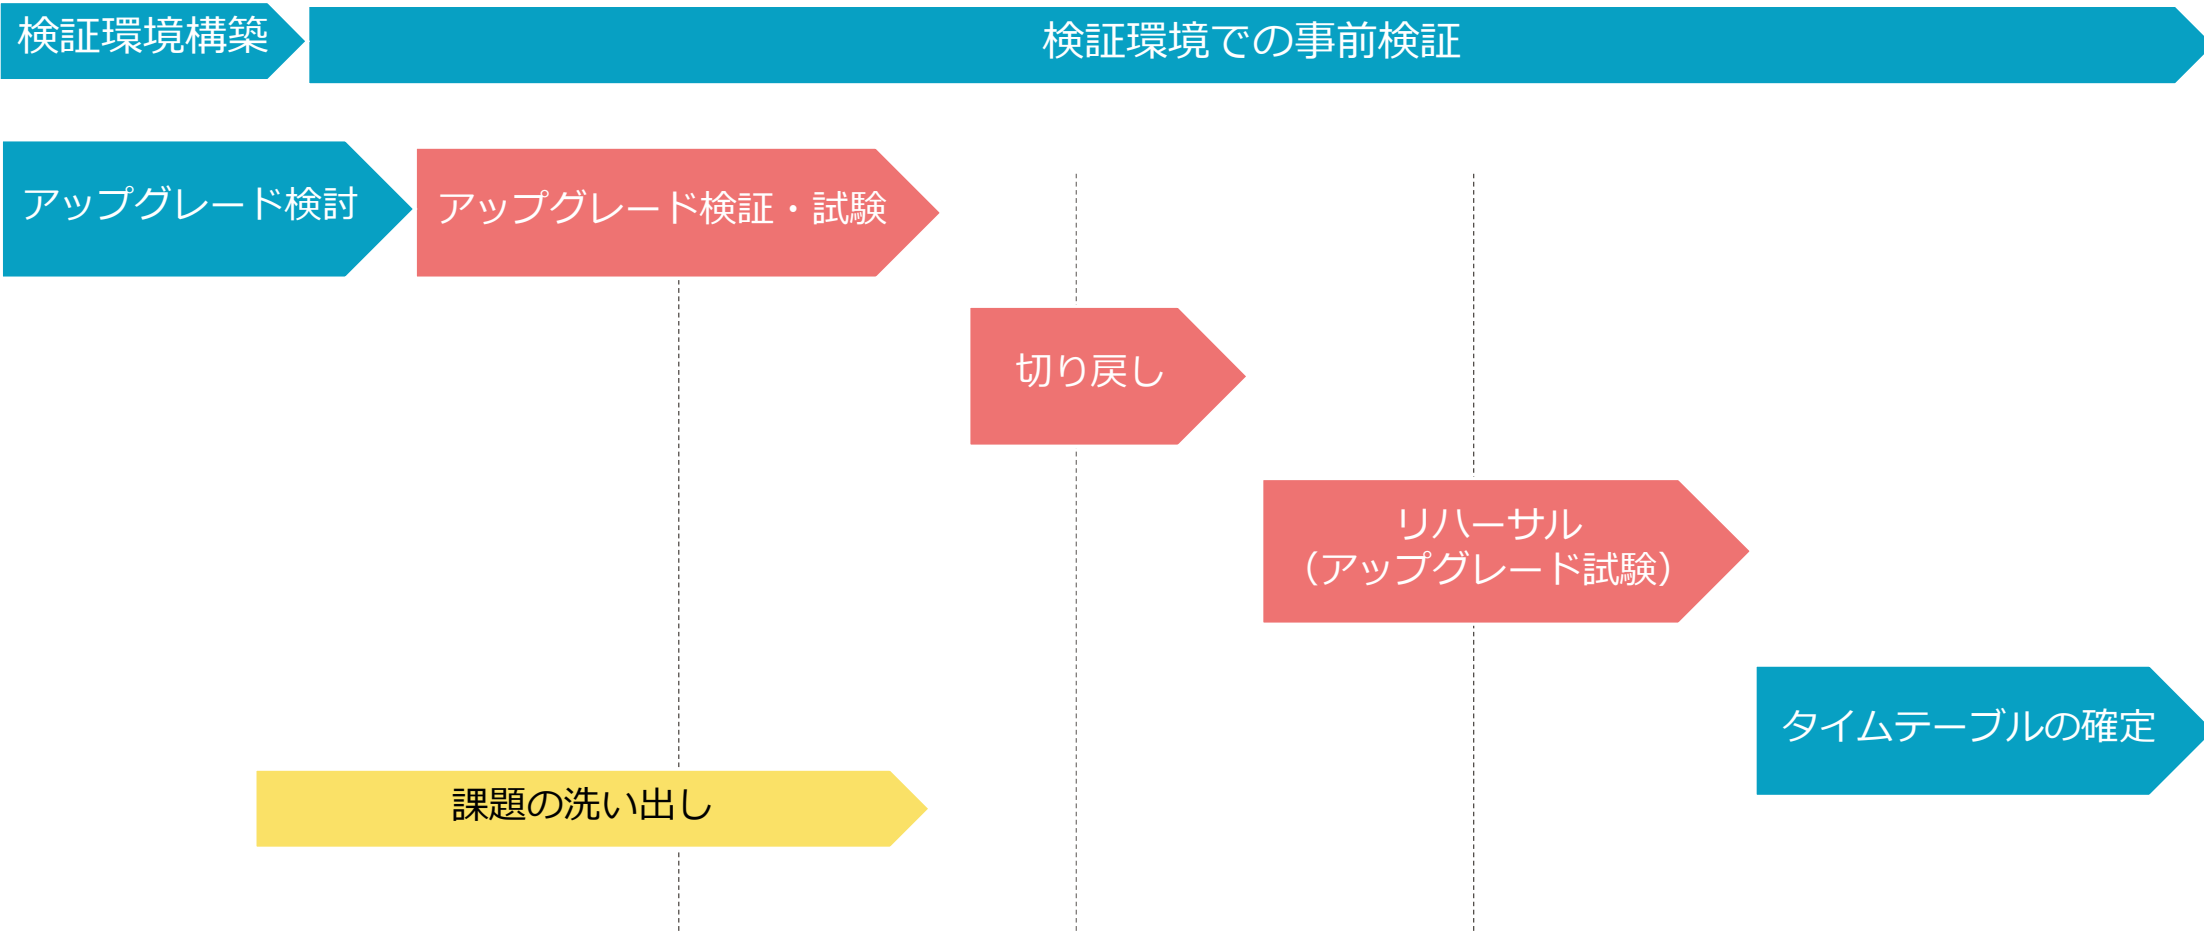 検証環境構築
検証環境での事前検証
アップグレード検討
アップグレード検証・試験
切り戻し
リハーサル
（アップグレード試験）
タイムテーブルの確定
課題の洗い出し